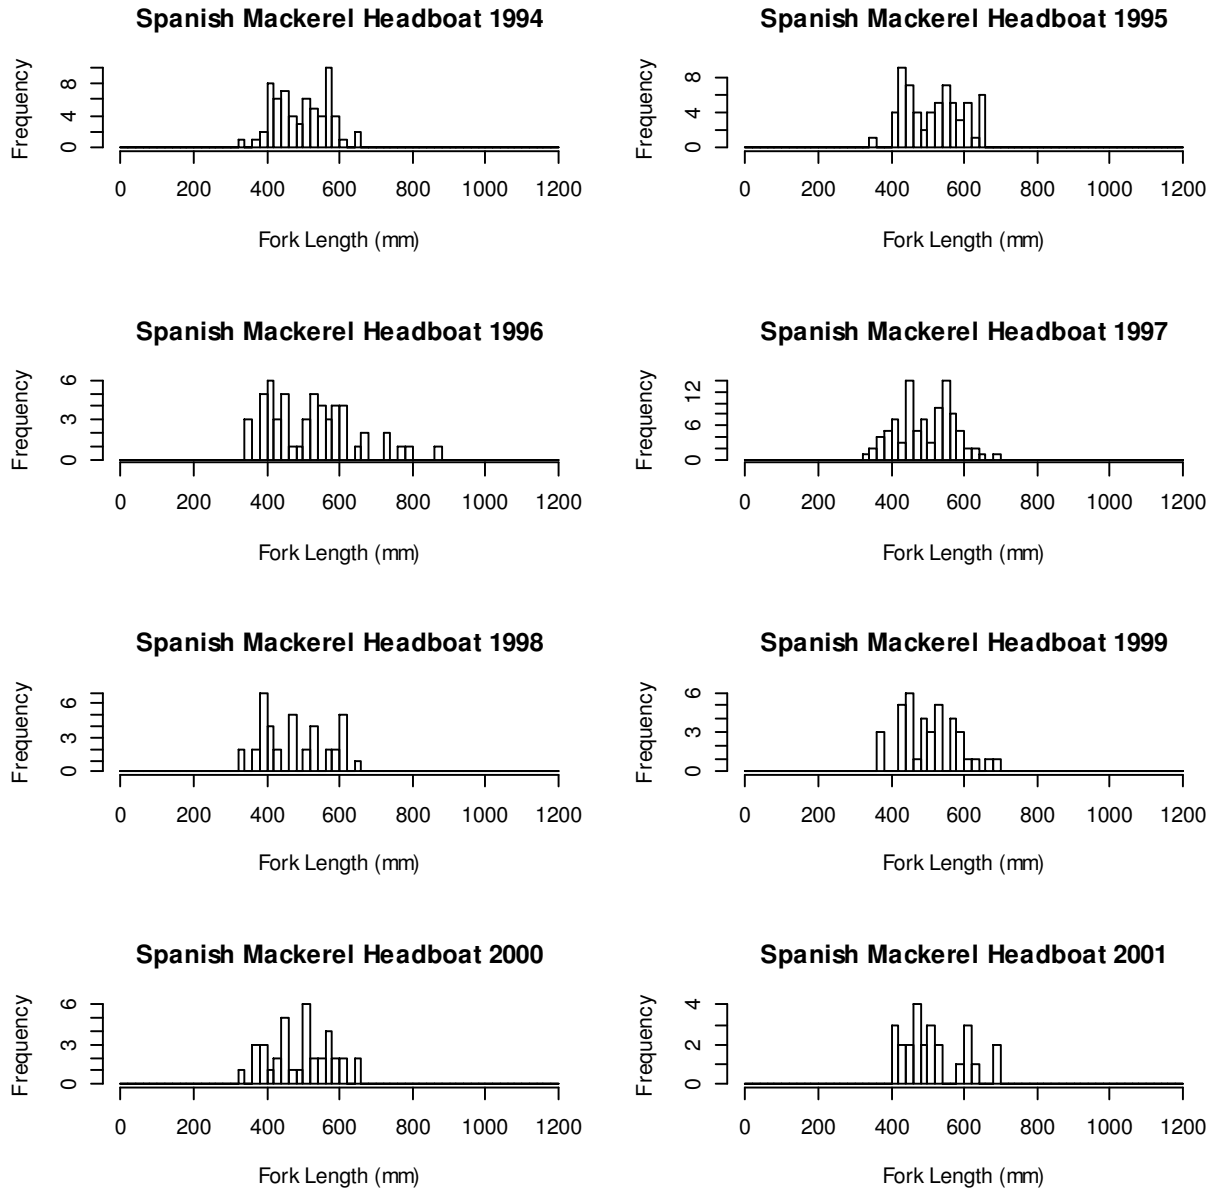 Spanish Mackerel Headboat 1994
Frequency
0 4 8
0 200 400 600 800 1000 1200
Fork Length (mm)
Spanish Mackerel Headboat 1995
Frequency
0 4 8
0 200 400 600 800 1000 1200
Fork Length (mm)
Spanish Mackerel Headboat 1996
Frequency
0 3 6
0 200 400 600 800 1000 1200
Fork Length (mm)
Spanish Mackerel Headboat 1997
Frequency
0 6 12
0 200 400 600 800 1000 1200
Fork Length (mm)
Spanish Mackerel Headboat 1998
Frequency
0 3 6
0 200 400 600 800 1000 1200
Fork Length (mm)
Spanish Mackerel Headboat 1999
Frequency
0 3 6
0 200 400 600 800 1000 1200
Fork Length (mm)
Spanish Mackerel Headboat 2000
Frequency
0 3 6
0 200 400 600 800 1000 1200
Fork Length (mm)
Spanish Mackerel Headboat 2001
Frequency
0 2 4
0 200 400 600 800 1000 1200
Fork Length (mm)